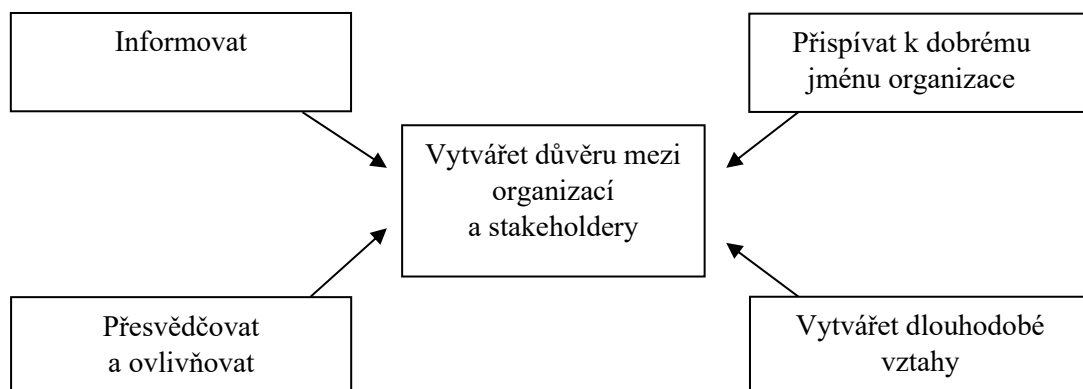 Informovat
Přispívat k dobrému
jménu organizace
Vytvářet důvěru mezi
organizací
a stakeholdery
Přesvědčovat
a ovlivňovat
Vytvářet dlouhodobé
vztahy